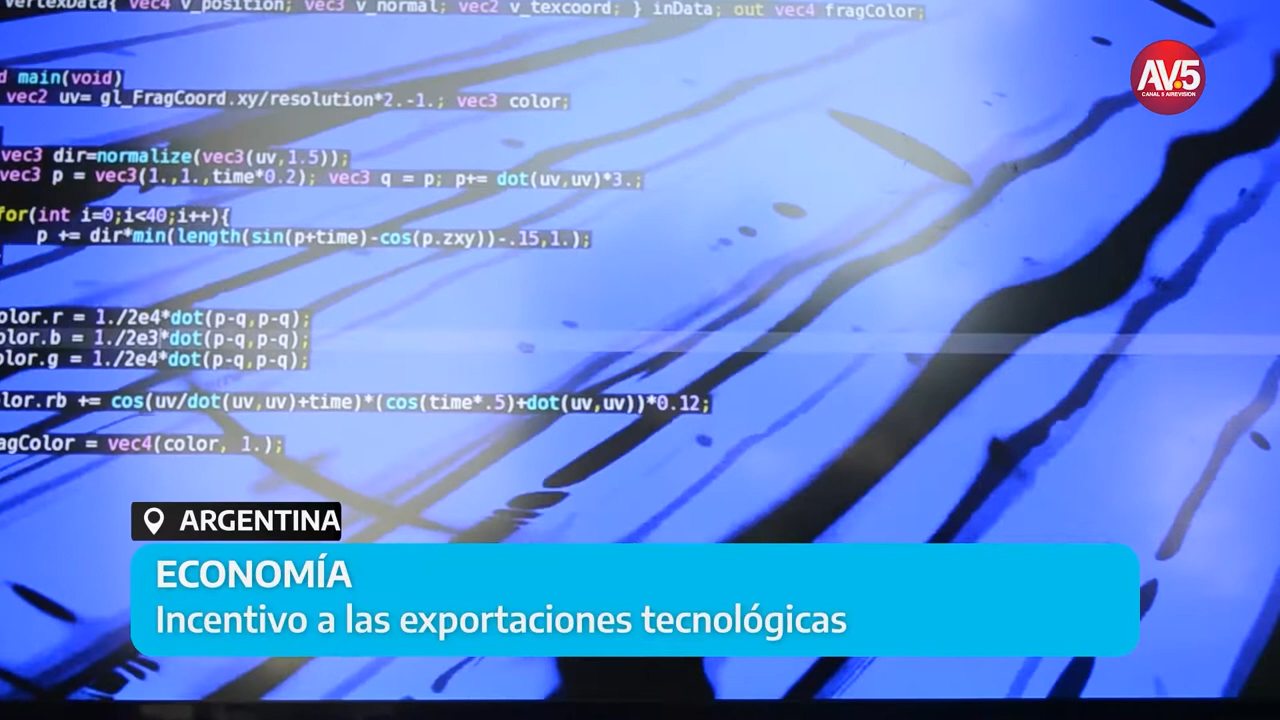 vertexData{ vec4 v_position; vec3 v_normal; vec2 v_texcoord; } inData; out vec4 fragColor;
d main(void)
vec2 uv= gl_FragCoord.xy/resolution*2.-1.; vec3 color;
vec3 dir=normalize(vec3(uv,1.5));
vec3 p = vec3(1.,1.,time*0.2); vec3 q = p; p+= dot(uv,uv)*3.;
for(int i=0;i<40;i++){
p += dir*min(length(sin(p+time)-cos(p.zxy))-.15,1.);
olor.r = 1./2e4*dot(p-q,p-q);
olor.b = 1./2e3*dot(p-q,p-q);
olor.g = 1./2e4*dot(p-q,p-q);
lor.rb += cos(uv/dot(uv,uv)+time)*(cos(time*.5)+dot(uv,uv))*0.12;
agColor = vec4(color, 1.);
AV5
CANAL 5 AIREVISION
ARGENTINA
ECONOMÍA
Incentivo a las exportaciones tecnológicas